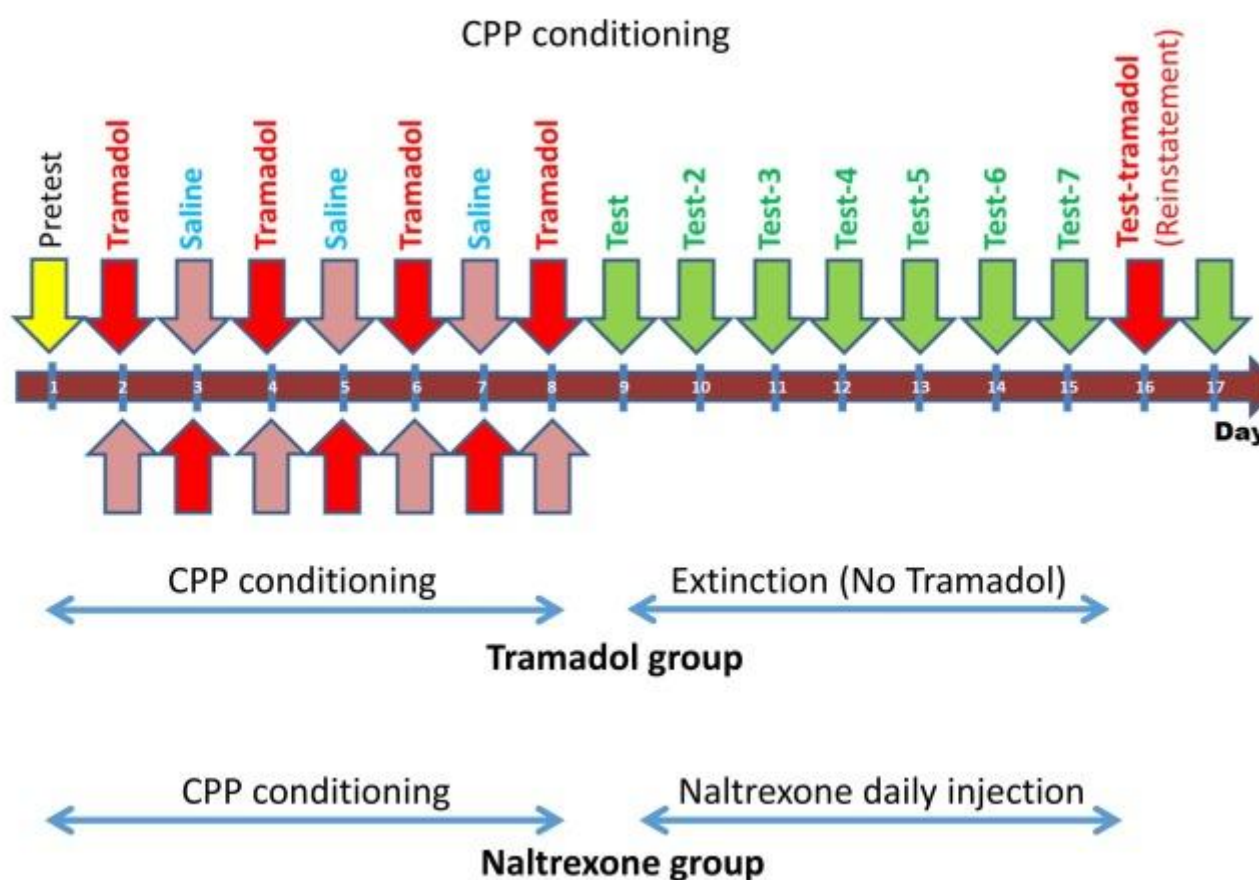 CPP conditioning
Pretest
Tramadol
Saline
Tramadol
Saline
Tramadol
Saline
Tramadol
Test
Test-2
Test-3
Test-4
Test-5
Test-6
Test-7
Test-tramadol
(Reinstatement)
1 2 3 4 5 6 7 8 9 10 11 12 13 14 15 16 17
Day
CPP conditioning
Extinction (No Tramadol)
Tramadol group
CPP conditioning
Naltrexone daily injection
Naltrexone group